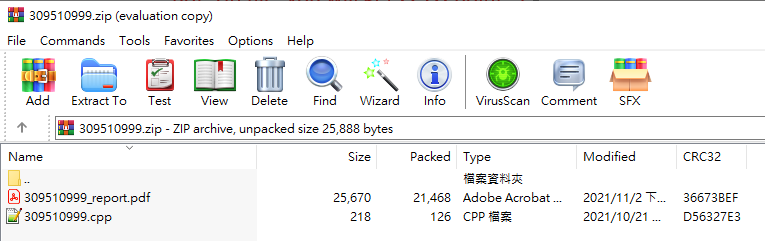 309510999.zip (evaluation copy)
File Commands Tools Favorites Options Help
Add Extract To Test View Delete Find Wizard Info VirusScan Comment SFX
309510999.zip - ZIP archive, unpacked size 25,888 bytes
Name Size Packed Type Modified CRC32
.. 檔案資料夾
309510999_report.pdf 25,670 21,468 Adobe Acrobat ... 2021/11/2 下... 36673BEF
309510999.cpp 218 126 CPP 檔案 2021/10/21 ... D56327E3